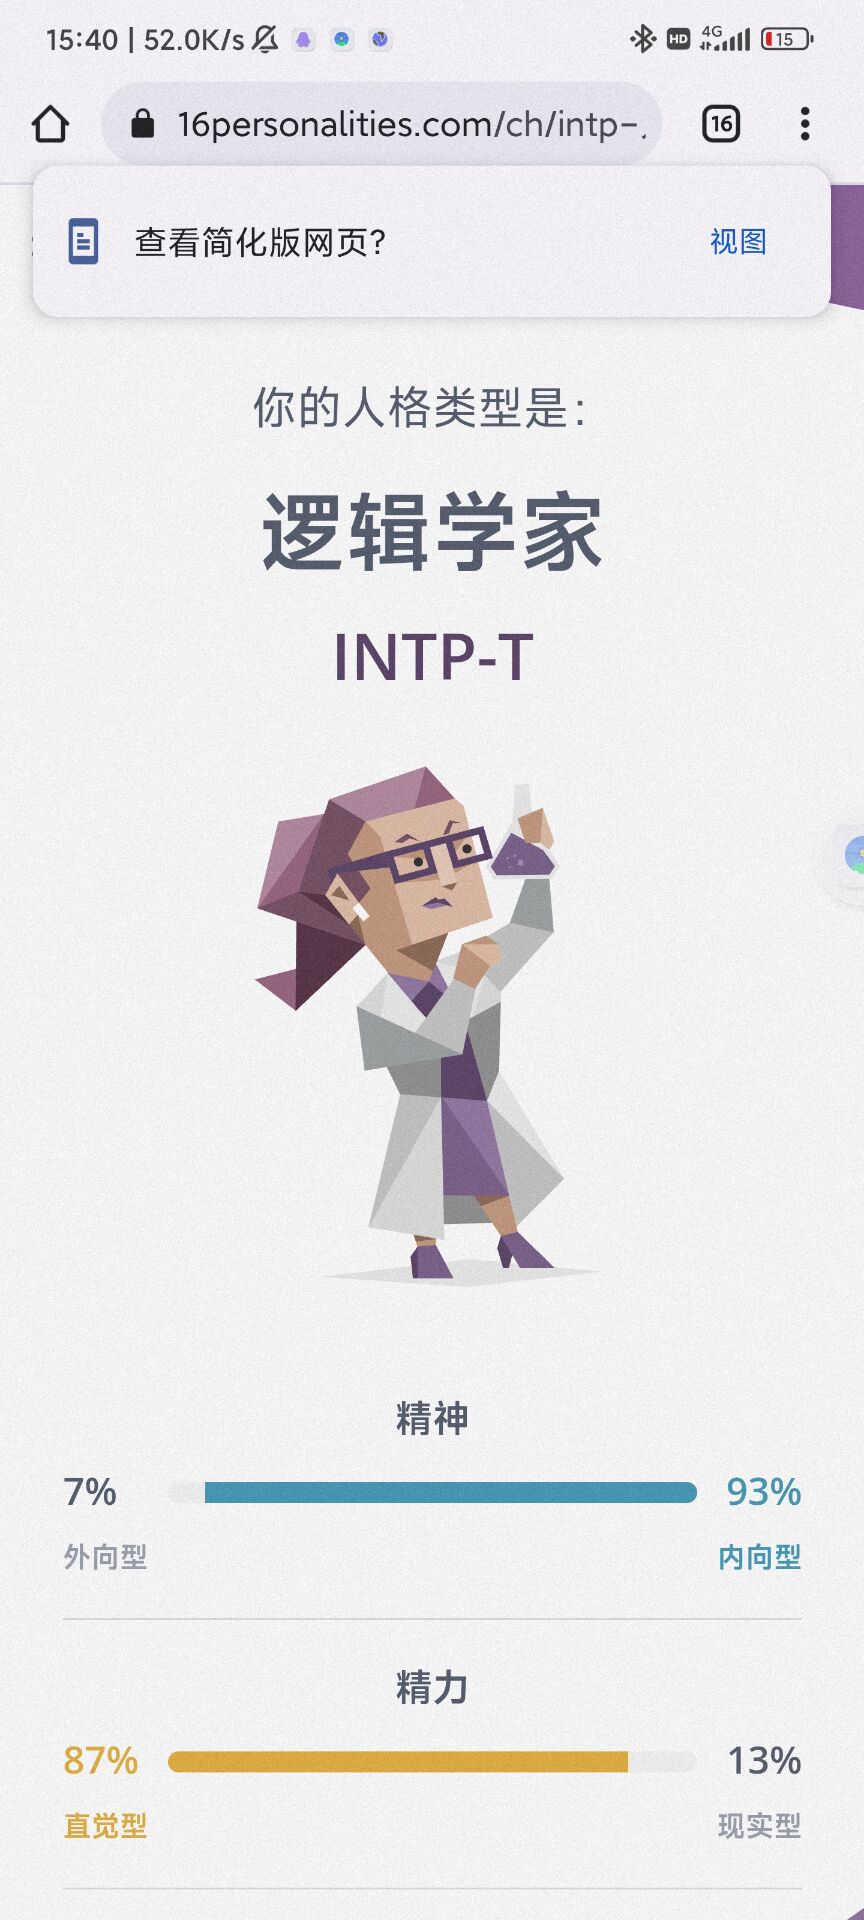 15:40 | 52.0K/s
HD 4G 15
16personalities.com/ch/intp-
16
查看简化版网页?
视图
你的人格类型是：
逻辑学家
INTP-T
精神
7% 93%
外向型 内向型
精力
87% 13%
直觉型 现实型